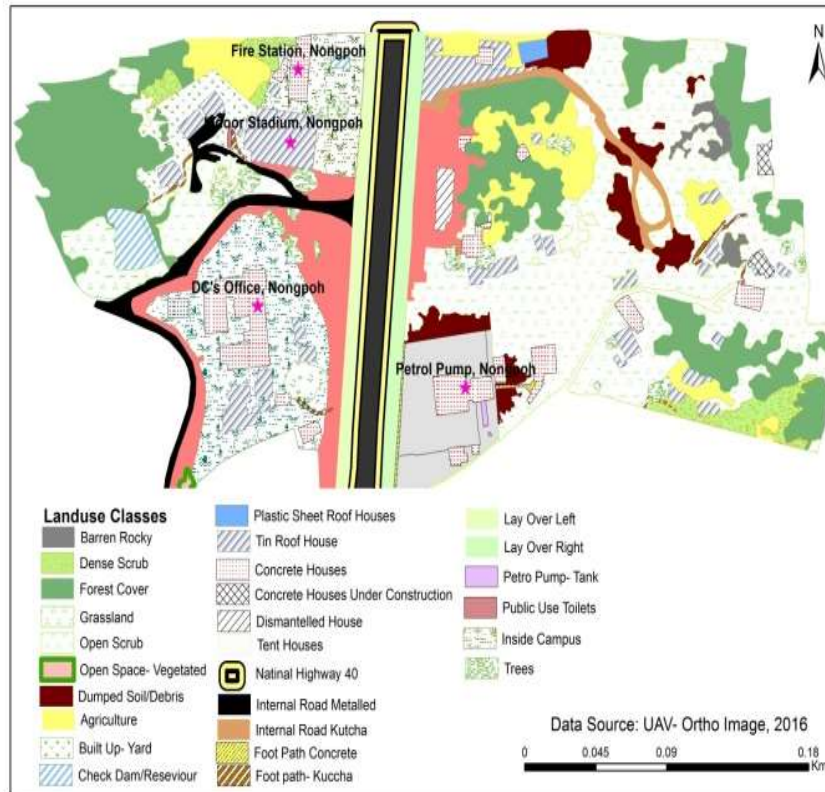 N
Fire Station, Nongpoh
Stadium, Nongpoh
DC's Office, Nongpoh
Petrol Pump, Nongpoh
Landuse Classes
Barren Rocky
Dense Scrub
Forest Cover
Grassland
Open Scrub
Open Space- Vegetated
Dumped Soil/Debris
Agriculture
Built Up- Yard
Check Dam/Reseviour
Plastic Sheet Roof Houses
Tin Roof House
Concrete Houses
Concrete Houses Under Construction
Dismantelled House
Tent Houses
Natinal Highway 40
Internal Road Metalled
Internal Road Kutcha
Foot Path Concrete
Foot path- Kuccha
Lay Over Left
Lay Over Right
Petro Pump- Tank
Public Use Toilets
Inside Campus
Trees
Data Source: UAV- Ortho Image, 2016
0 0.045 0.09 0.18
Km